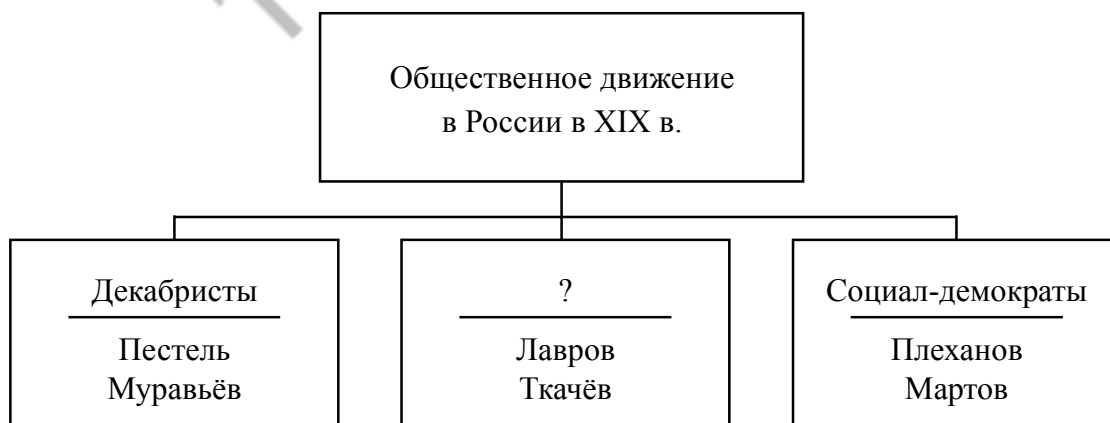 Общественное движение
в России в XIX в.
Декабристы
Пестель
Муравьёв
?
Лавров
Ткачёв
Социал-демократы
Плеханов
Мартов